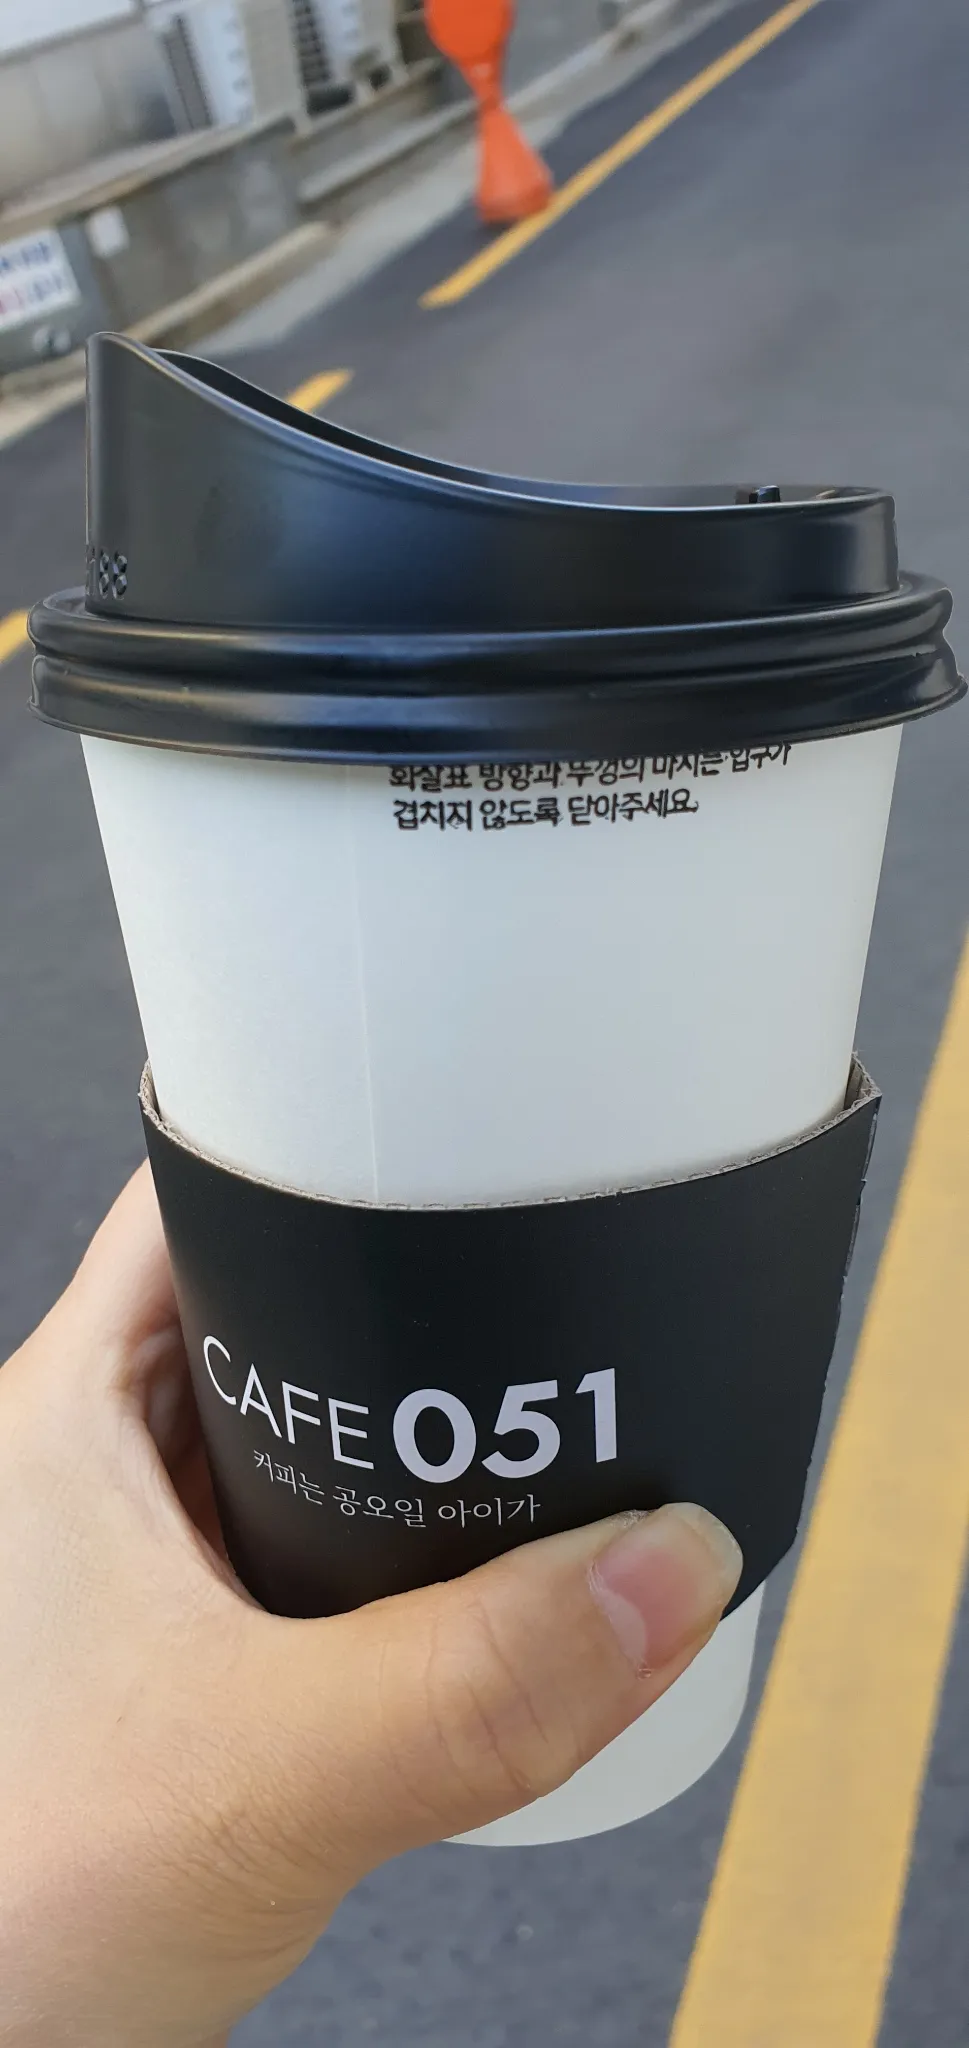 화살표 방향과 뚜껑의 마시는 입구가
겹치지 않도록 닫아주세요.
CAFE 051
커피는 공오일 아이가